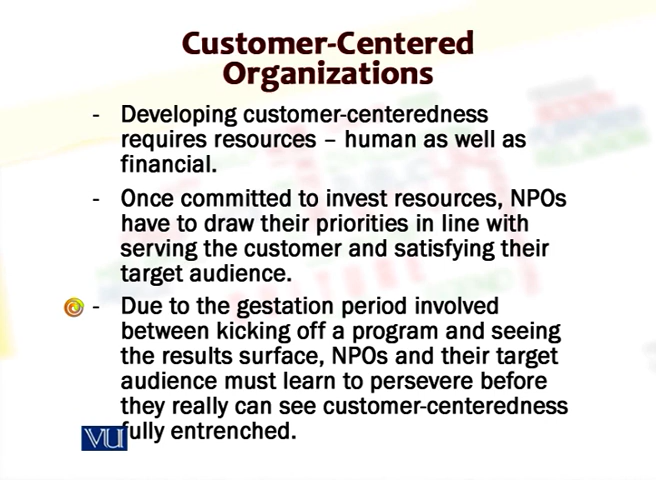 Customer-Centered
Organizations
- Developing customer-centeredness
requires resources – human as well as
financial.
- Once committed to invest resources, NPOs
have to draw their priorities in line with
serving the customer and satisfying their
target audience.
- Due to the gestation period involved
between kicking off a program and seeing
the results surface, NPOs and their target
audience must learn to persevere before
they really can see customer-centeredness
fully entrenched.
VU